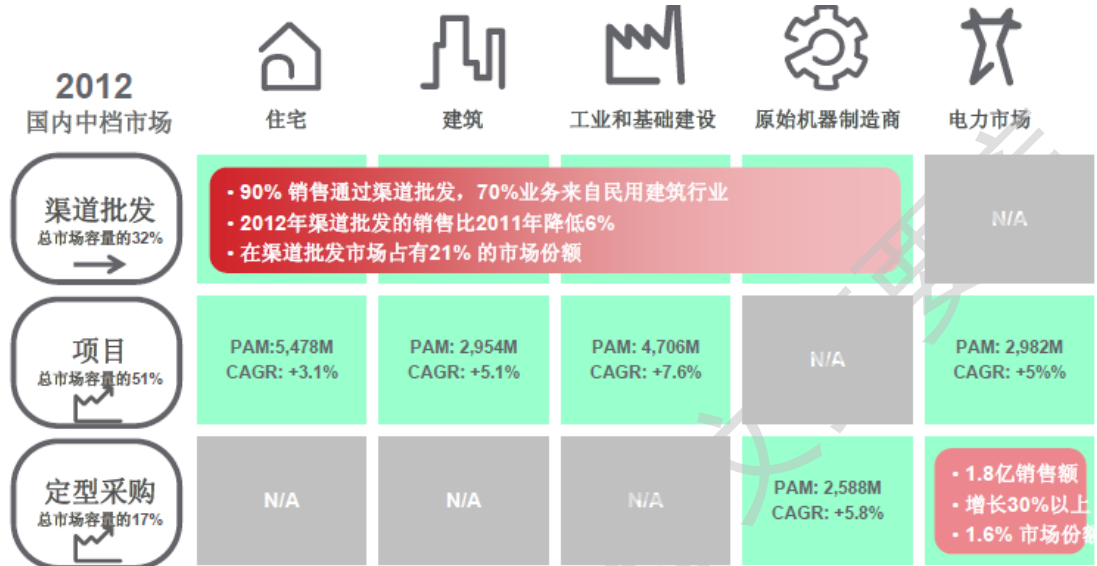 2012
国内中档市场
住宅
建筑
工业和基础建设
原始机器制造商
电力市场
渠道批发
总市场容量的32%
• 90% 销售通过渠道批发，70%业务来自民用建筑行业
• 2012年渠道批发的销售比2011年降低6%
• 在渠道批发市场占有21% 的市场份额
N/A
项目
总市场容量的51%
PAM:5,478M
CAGR: +3.1%
PAM: 2,954M
CAGR: +5.1%
PAM: 4,706M
CAGR: +7.6%
N/A
PAM: 2,982M
CAGR: +5%%
定型采购
总市场容量的17%
N/A
N/A
N/A
PAM: 2,588M
CAGR: +5.8%
• 1.8亿销售额
• 增长30%以上
• 1.6% 市场份额